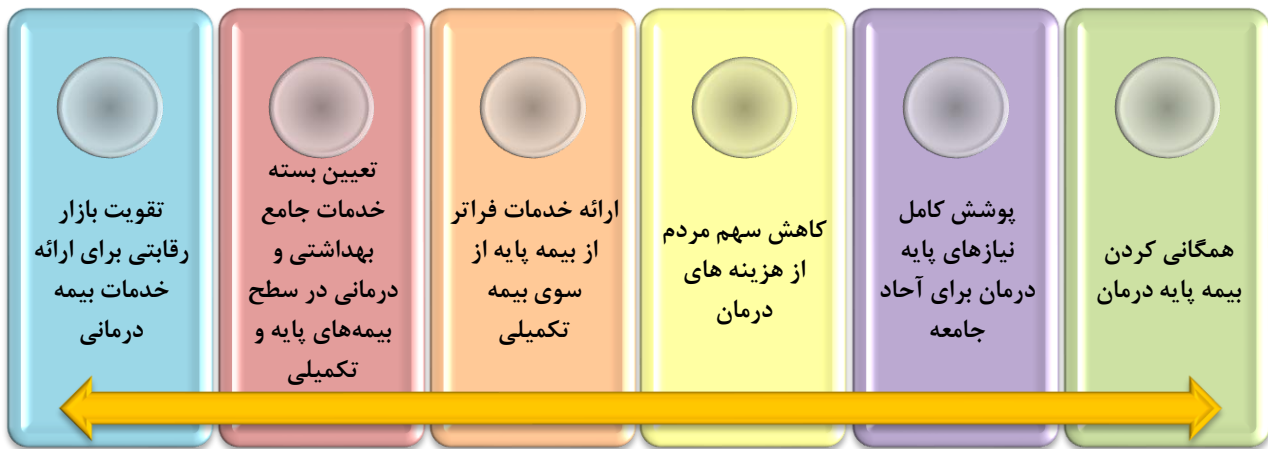 همگانی کردن
بیمه پایه درمان
پوشش کامل
نیازهای پایه
درمان برای آحاد
جامعه
کاهش سهم مردم
از هزینه های
درمان
ارائه خدمات فراتر
از بیمه پایه از
سوی بیمه
تکمیلی
تعیین بسته
خدمات جامع
بهداشتی و
درمانی در سطح
بیمه‌های پایه و
تکمیلی
تقویت بازار
رقابتی برای ارائه
خدمات بیمه
درمانی